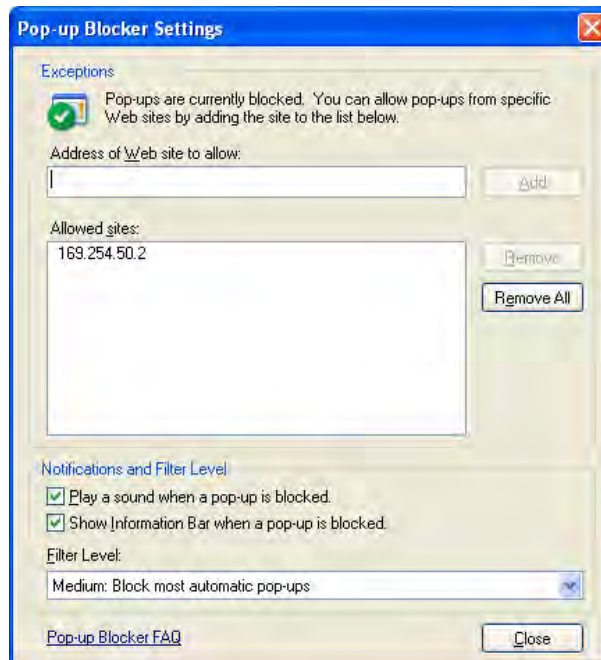 Pop-up Blocker Settings
Exceptions
Pop-ups are currently blocked. You can allow pop-ups from specific
Web sites by adding the site to the list below.
Address of Web site to allow:
Add
Allowed sites:
169.254.50.2
Remove
Remove All
Notifications and Filter Level
Play a sound when a pop-up is blocked.
Show Information Bar when a pop-up is blocked.
Filter Level:
Medium: Block most automatic pop-ups
Pop-up Blocker FAQ
Close